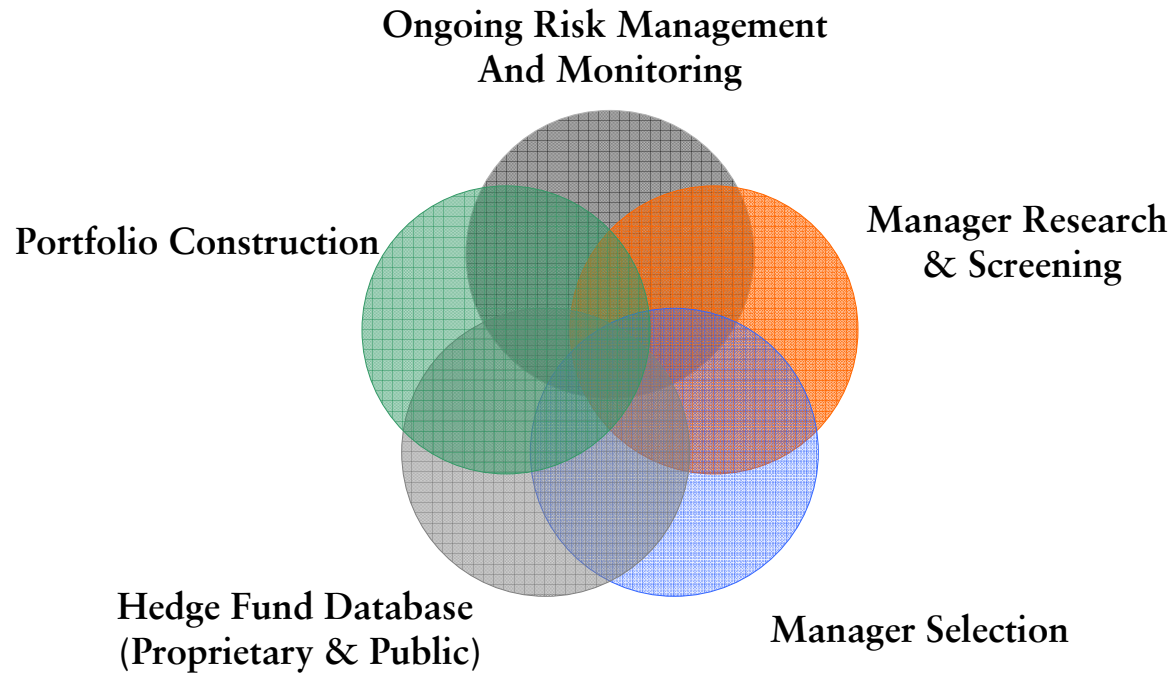 Ongoing Risk Management
And Monitoring
Portfolio Construction
Manager Research
& Screening
Hedge Fund Database
(Proprietary & Public)
Manager Selection